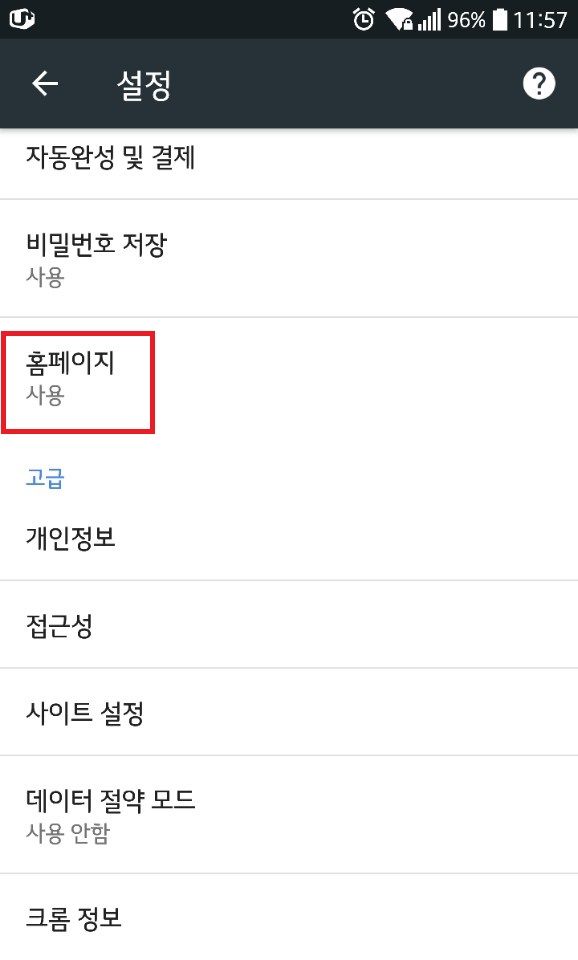 U+ 96% 11:57
설정
자동완성 및 결제
비밀번호 저장
사용
홈페이지
사용
고급
개인정보
접근성
사이트 설정
데이터 절약 모드
사용 안함
크롬 정보